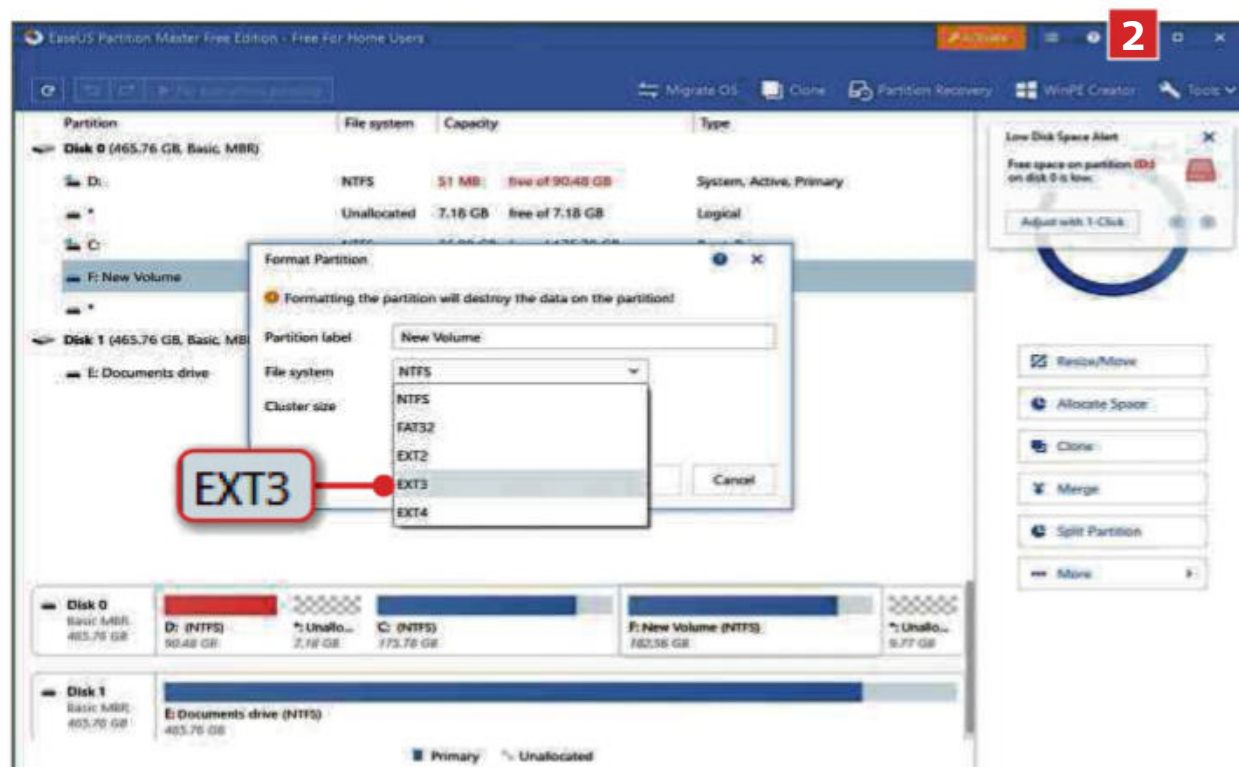 EaseUS Partition Master Free Edition - Free For Home Users
2
Migrate OS Clone Partition Recovery WinPE Creator Tools
Partition File system Capacity Type
Disk 0 (465.76 GB, Basic, MBR)
D: NTFS 51 MB free of 90.48 GB System, Active, Primary
* Unallocated 7.18 GB free of 7.18 GB Logical
C:
F: New Volume
*
Disk 1 (465.76 GB, Basic, MB
E: Documents drive
Low Disk Space Alert
Free space on partition (D:)
on disk 0 is low.
Adjust with 1-Click
Format Partition
Formatting the partition will destroy the data on the partition!
Partition label New Volume
File system NTFS
Cluster size
NTFS
FAT32
EXT2
EXT3
EXT4
Cancel
EXT3
Resize/Move
Allocate Space
Clone
Merge
Split Partition
More
Disk 0
Basic MBR
465.76 GB
D: (NTFS)
90.48 GB
*: Unallo...
7.18 GB
C: (NTFS)
175.78 GB
F: New Volume (NTFS)
182.56 GB
*: Unallo...
9.77 GB
Disk 1
Basic MBR
465.76 GB
E: Documents drive (NTFS)
465.76 GB
Primary Unallocated